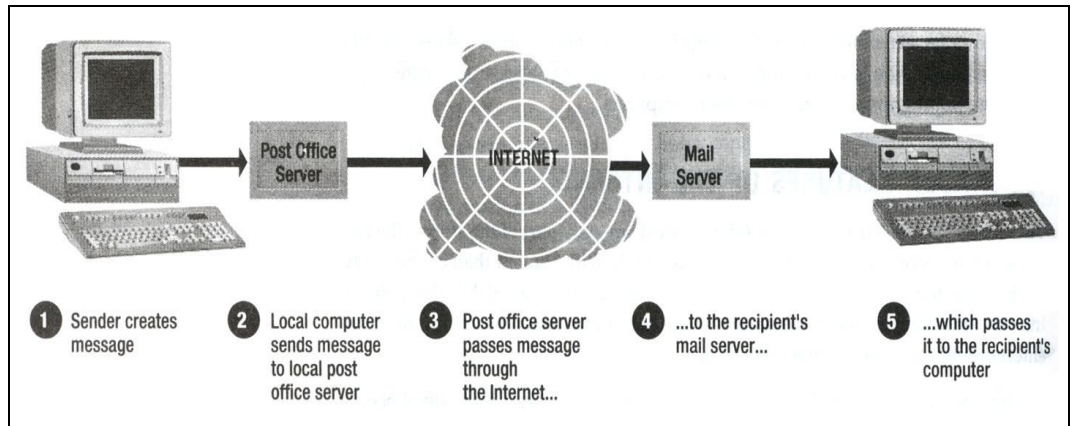 Post Office
Server
INTERNET
Mail
Server
1 Sender creates
message
2 Local computer
sends message
to local post
office server
3 Post office server
passes message
through
the Internet...
4 ...to the recipient's
mail server...
5 ...which passes
it to the recipient's
computer